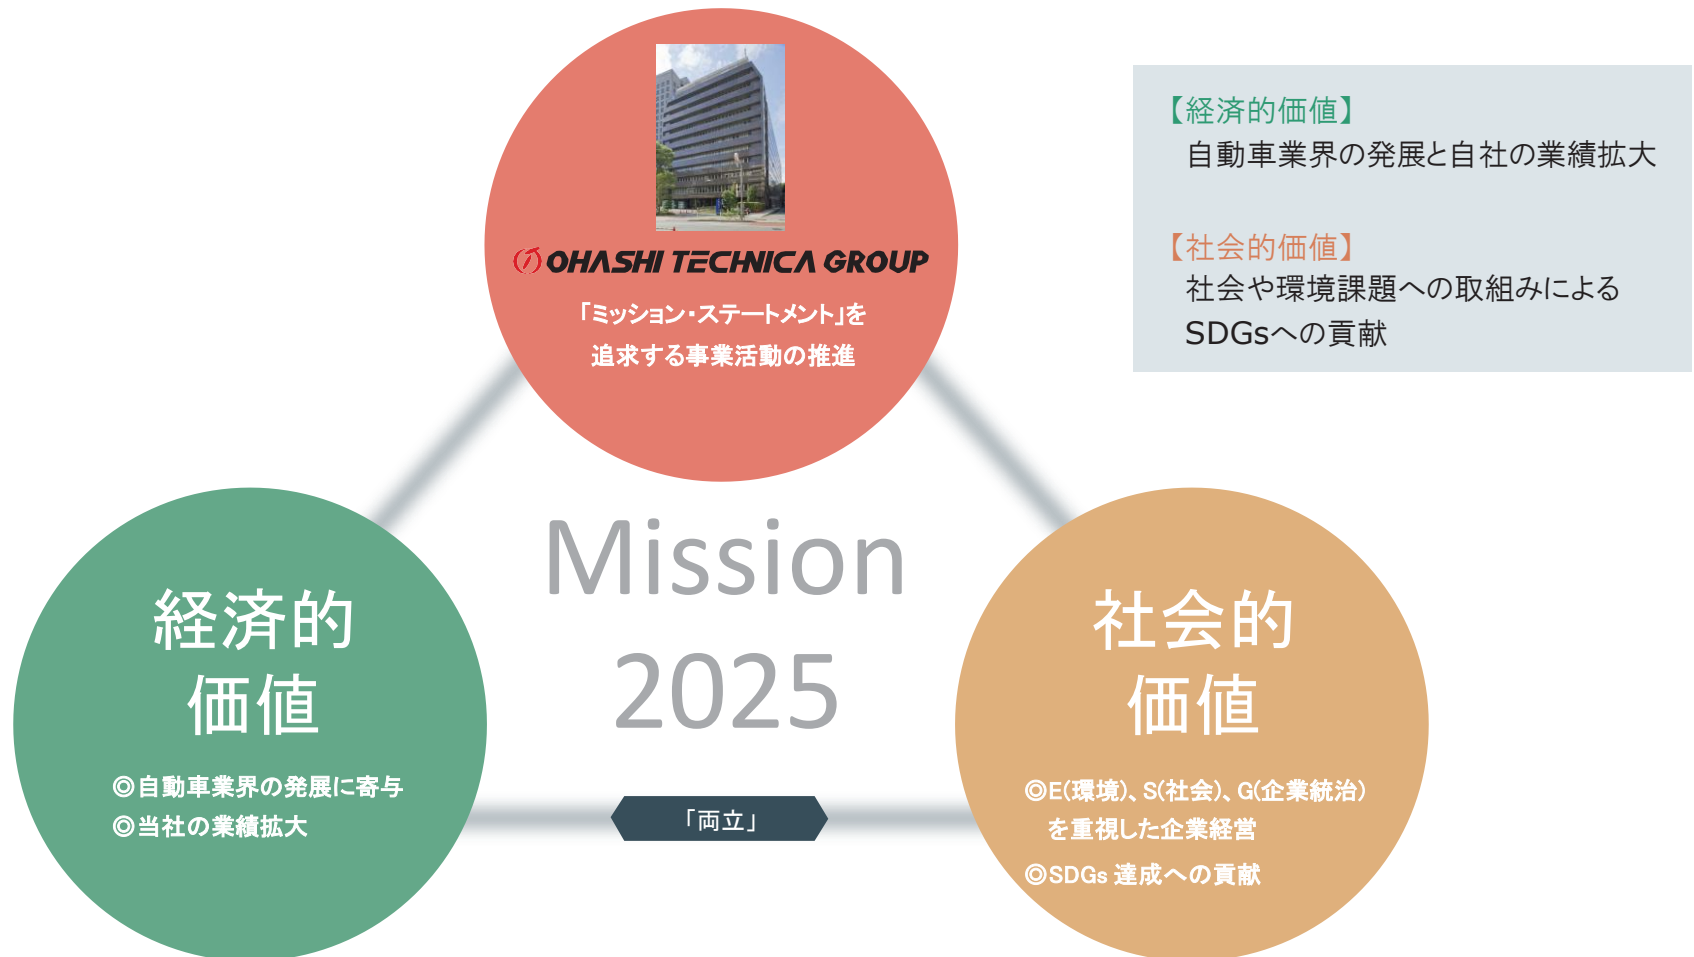 OHASHI TECHNICA GROUP
「ミッション・ステートメント」を
追求する事業活動の推進
【経済的価値】
自動車業界の発展と自社の業績拡大
【社会的価値】
社会や環境課題への取組みによる
SDGsへの貢献
Mission
2025
経済的
価値
◎自動車業界の発展に寄与
◎当社の業績拡大
「両立」
社会的
価値
◎E(環境)、S(社会)、G(企業統治)
を重視した企業経営
◎SDGs 達成への貢献